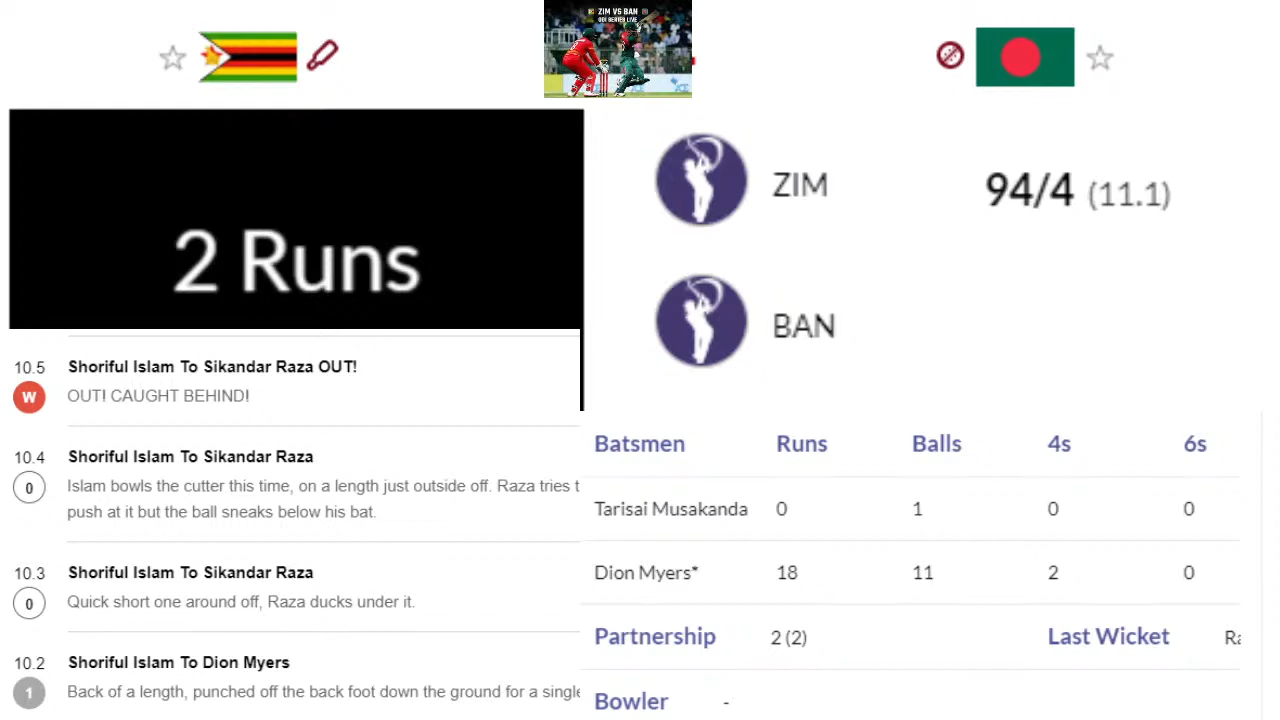 ZIM VS BAN
ODI SERIES LIVE
2 Runs
ZIM 94/4 (11.1)
BAN
10.5 Shoriful Islam To Sikandar Raza OUT!
W OUT! CAUGHT BEHIND!
10.4 Shoriful Islam To Sikandar Raza
0 Islam bowls the cutter this time, on a length just outside off. Raza tries t
push at it but the ball sneaks below his bat.
10.3 Shoriful Islam To Sikandar Raza
0 Quick short one around off, Raza ducks under it.
10.2 Shoriful Islam To Dion Myers
1 Back of a length, punched off the back foot down the ground for a single
Batsmen Runs Balls 4s 6s
Tarisai Musakanda 0 1 0 0
Dion Myers* 18 11 2 0
Partnership 2 (2) Last Wicket Ra
Bowler -